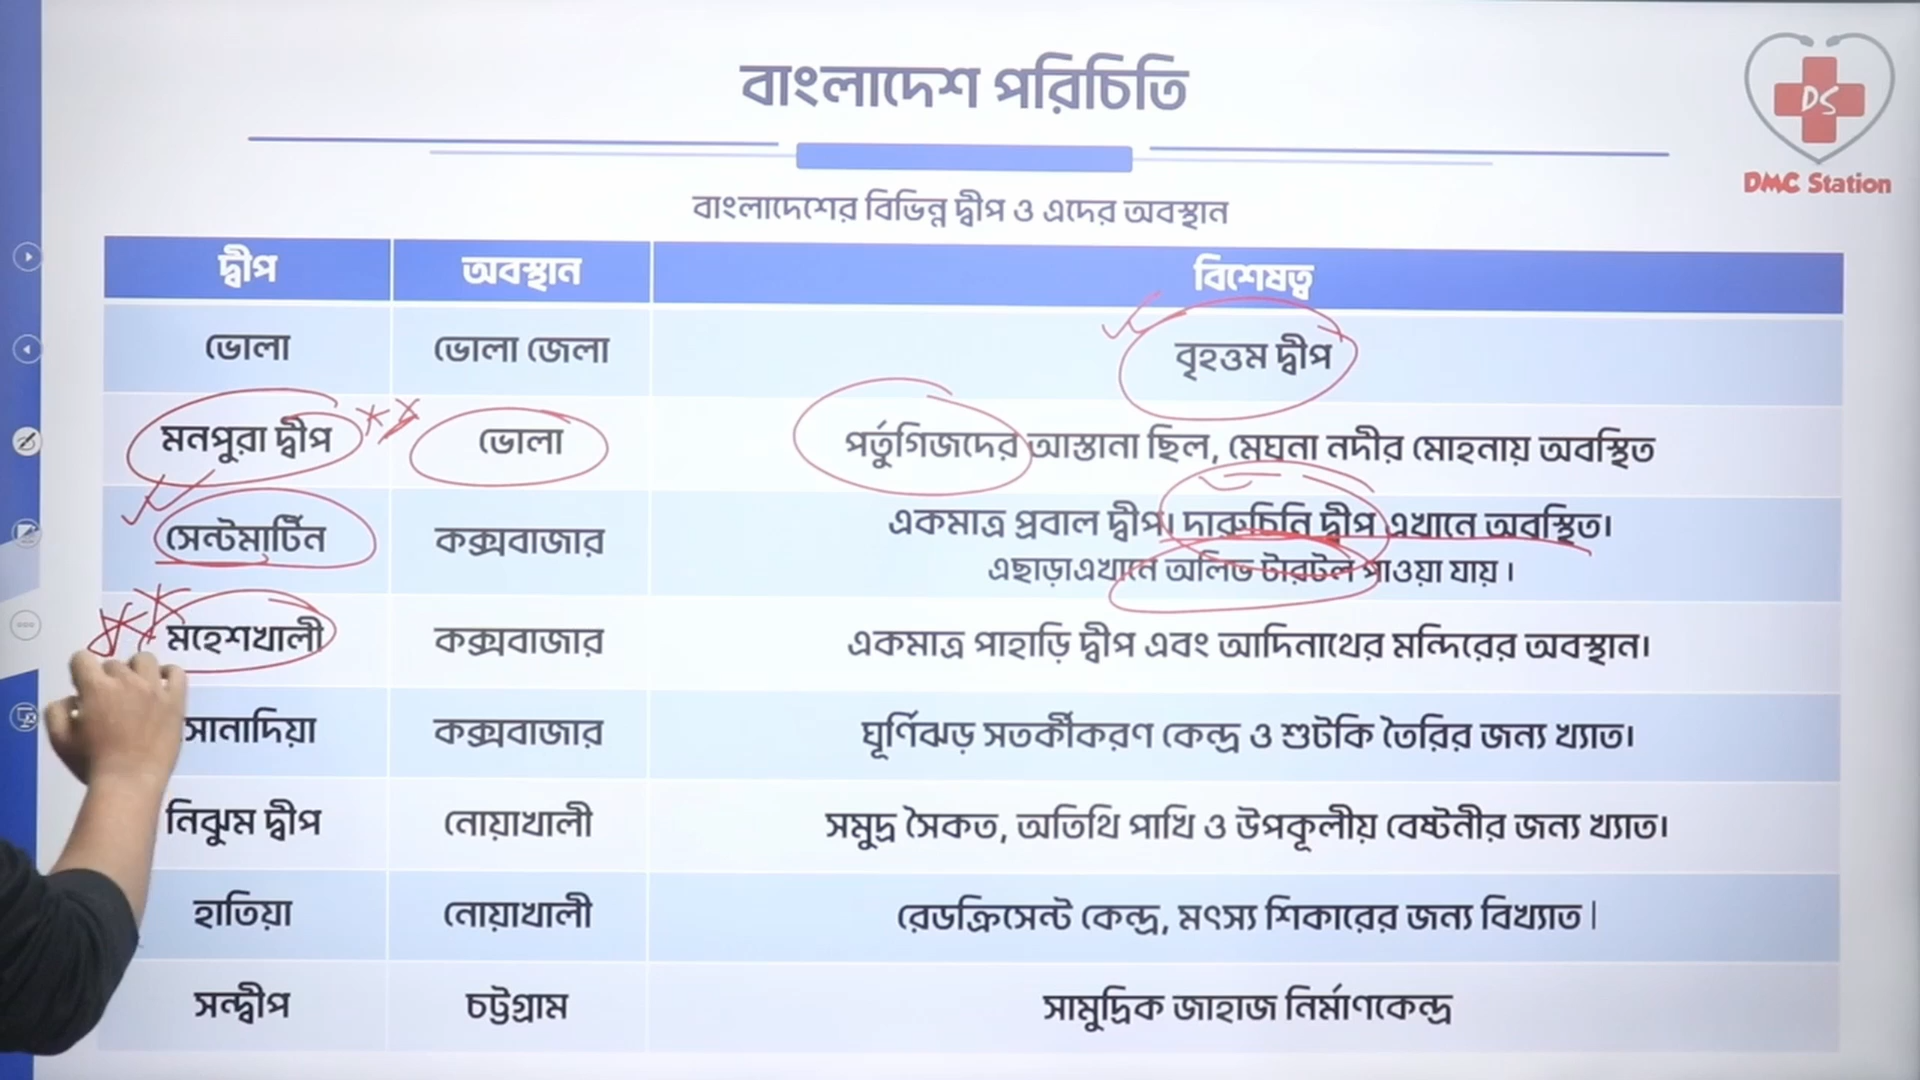 বাংলাদেশ পরিচিতি
DS
DMC Station
বাংলাদেশের বিভিন্ন দ্বীপ ও এদের অবস্থান
দ্বীপ অবস্থান বিশেষত্ব
ভোলা ভোলা জেলা বৃহত্তম দ্বীপ
মনপুরা দ্বীপ ভোলা পর্তুগিজদের আস্তানা ছিল, মেঘনা নদীর মোহনায় অবস্থিত
সেন্টমার্টিন কক্সবাজার একমাত্র প্রবাল দ্বীপ। দারুচিনি দ্বীপ এখানে অবস্থিত।
এছাড়াএখানে অলিভ টারটল পাওয়া যায়।
মহেশখালী কক্সবাজার একমাত্র পাহাড়ি দ্বীপ এবং আদিনাথের মন্দিরের অবস্থান।
সোনাদিয়া কক্সবাজার ঘূর্ণিঝড় সতর্কীকরণ কেন্দ্র ও শুটকি তৈরির জন্য খ্যাত।
নিঝুম দ্বীপ নোয়াখালী সমুদ্র সৈকত, অতিথি পাখি ও উপকূলীয় বেষ্টনীর জন্য খ্যাত।
হাতিয়া নোয়াখালী রেডক্রিসেন্ট কেন্দ্র, মৎস্য শিকারের জন্য বিখ্যাত।
সন্দ্বীপ চট্টগ্রাম সামুদ্রিক জাহাজ নির্মাণকেন্দ্র